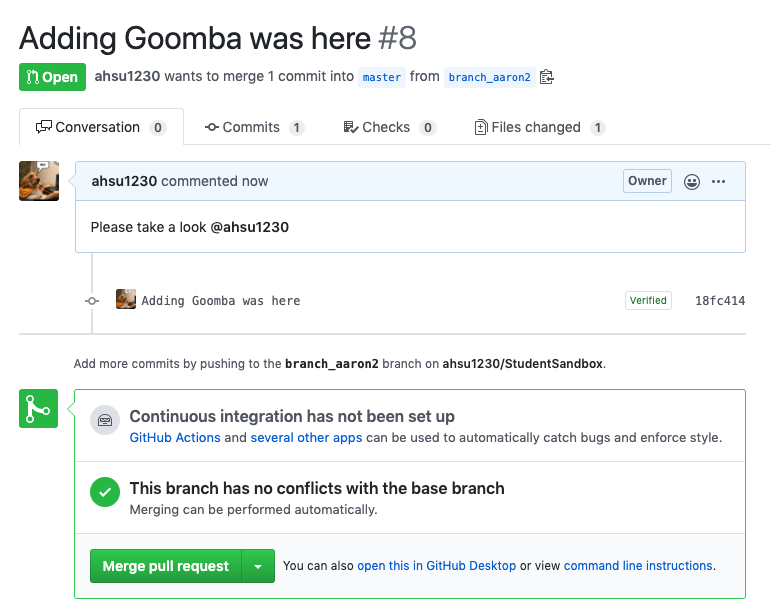 Adding Goomba was here #8
Open ahsu1230 wants to merge 1 commit into master from branch_aaron2
Conversation 0 Commits 1 Checks 0 Files changed 1
ahsu1230 commented now Owner
Please take a look @ahsu1230
Adding Goomba was here Verified 18fc414
Add more commits by pushing to the branch_aaron2 branch on ahsu1230/StudentSandbox.
Continuous integration has not been set up
GitHub Actions and several other apps can be used to automatically catch bugs and enforce style.
This branch has no conflicts with the base branch
Merging can be performed automatically.
Merge pull request You can also open this in GitHub Desktop or view command line instructions.